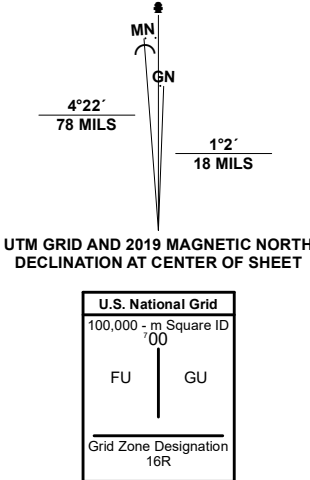 MN
GN
4°22´
78 MILS
1°2´
18 MILS
UTM GRID AND 2019 MAGNETIC NORTH
DECLINATION AT CENTER OF SHEET
U.S. National Grid
100,000 - m Square ID
⁷00
FU GU
Grid Zone Designation
16R